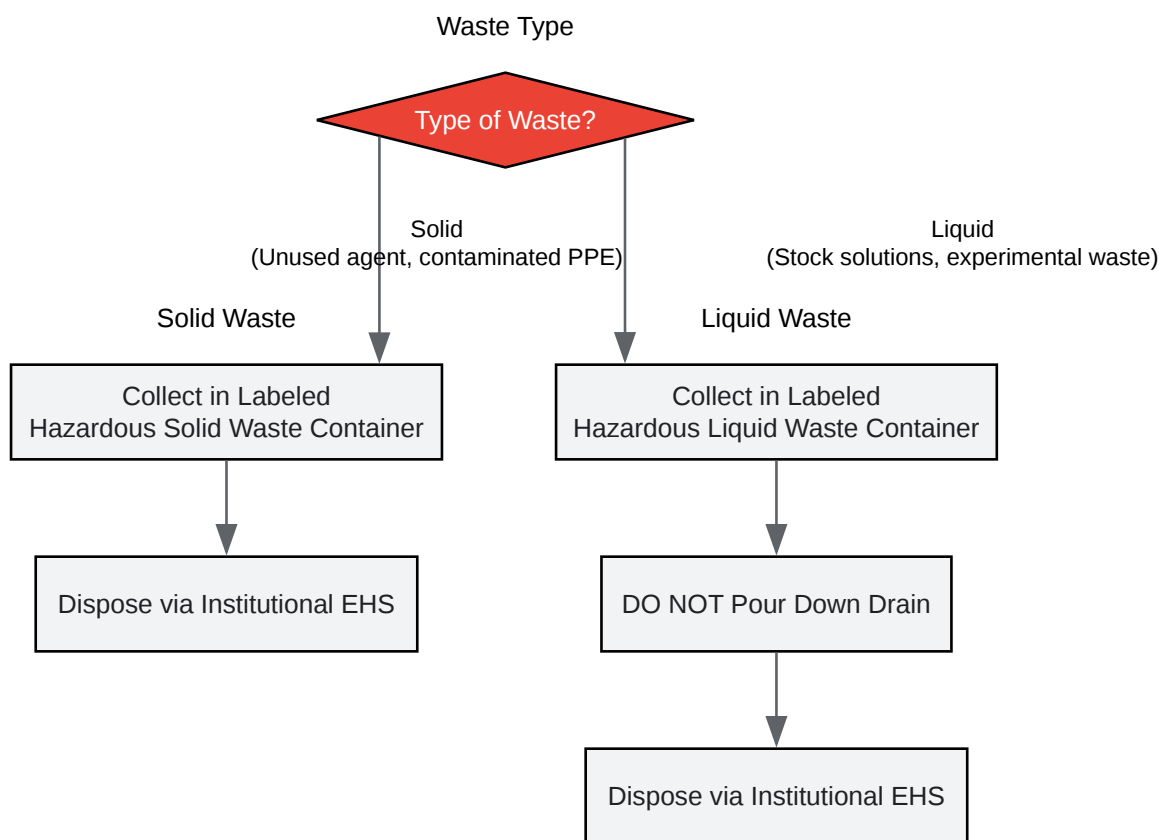 Waste Type
Type of Waste?
Solid
(Unused agent, contaminated PPE)
Liquid
(Stock solutions, experimental waste)
Solid Waste
Collect in Labeled
Hazardous Solid Waste Container
Dispose via Institutional EHS
Liquid Waste
Collect in Labeled
Hazardous Liquid Waste Container
DO NOT Pour Down Drain
Dispose via Institutional EHS